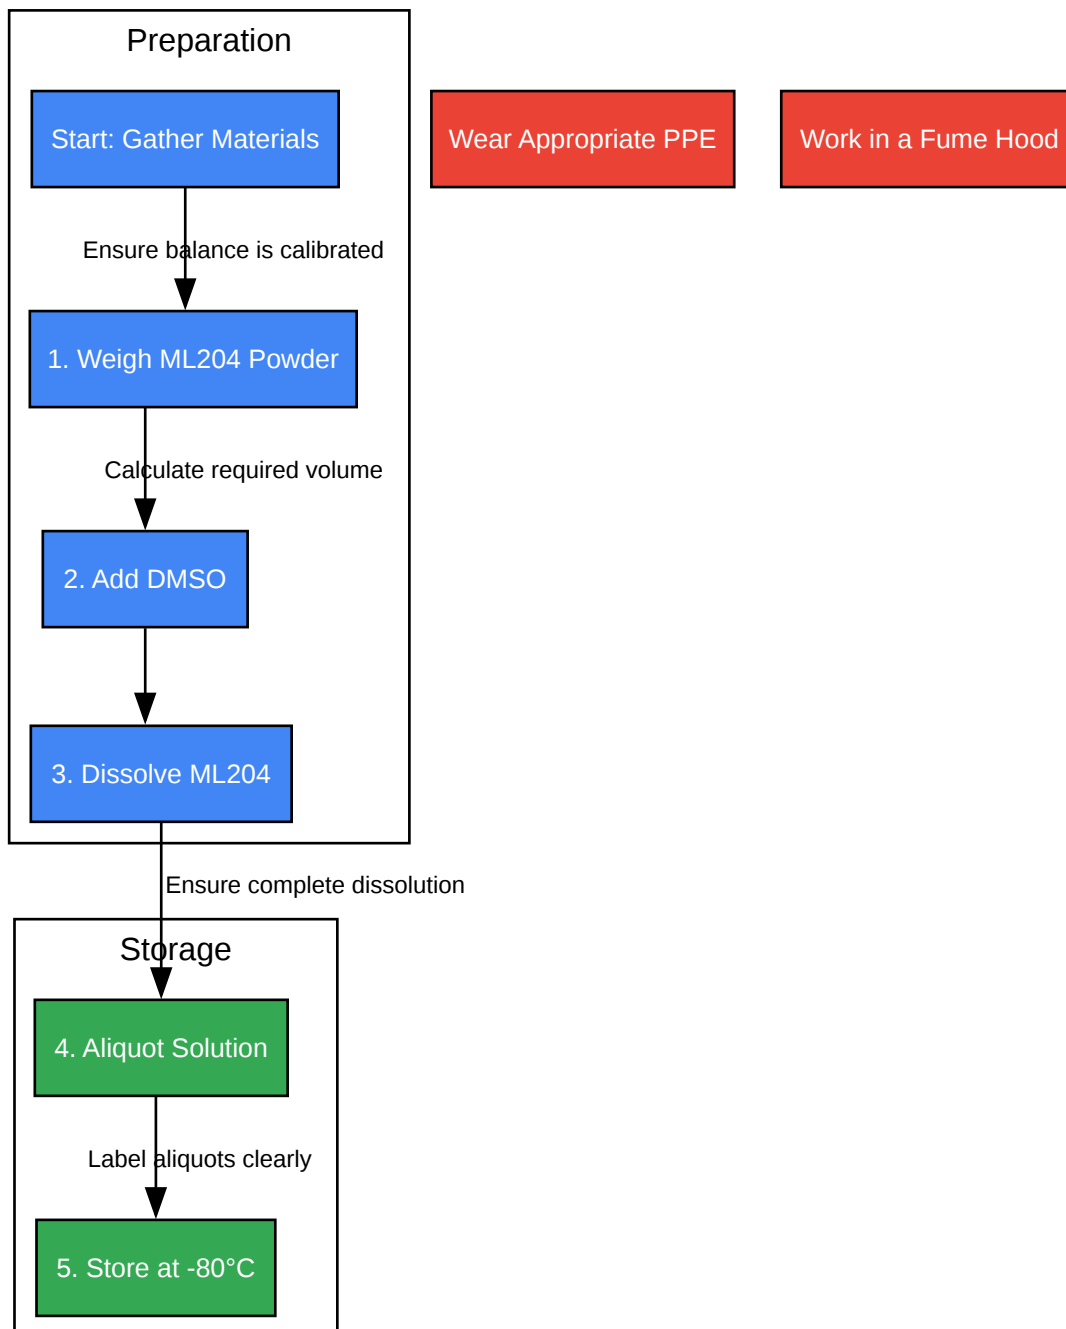 Preparation
Start: Gather Materials
Wear Appropriate PPE
Work in a Fume Hood
Ensure balance is calibrated
1. Weigh ML204 Powder
Calculate required volume
2. Add DMSO
3. Dissolve ML204
Ensure complete dissolution
Storage
4. Aliquot Solution
Label aliquots clearly
5. Store at -80°C